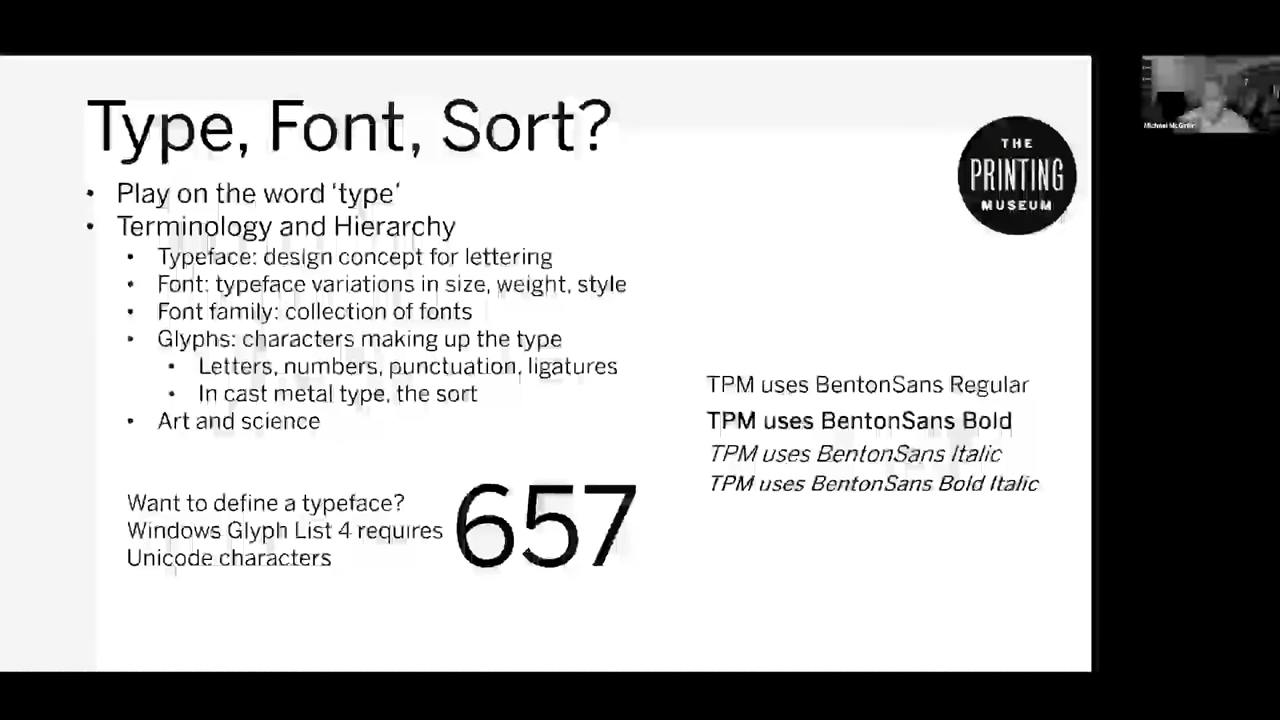 Type, Font, Sort?
• Play on the word ‘type‘
• Terminology and Hierarchy
• Typeface: design concept for lettering
• Font: typeface variations in size, weight, style
• Font family: collection of fonts
• Glyphs: characters making up the type
• Letters, numbers, punctuation, ligatures
• In cast metal type, the sort
• Art and science
Want to define a typeface?
Windows Glyph List 4 requires
Unicode characters
657
THE
PRINTING
MUSEUM
TPM uses BentonSans Regular
TPM uses BentonSans Bold
TPM uses BentonSans Italic
TPM uses BentonSans Bold Italic
Michael